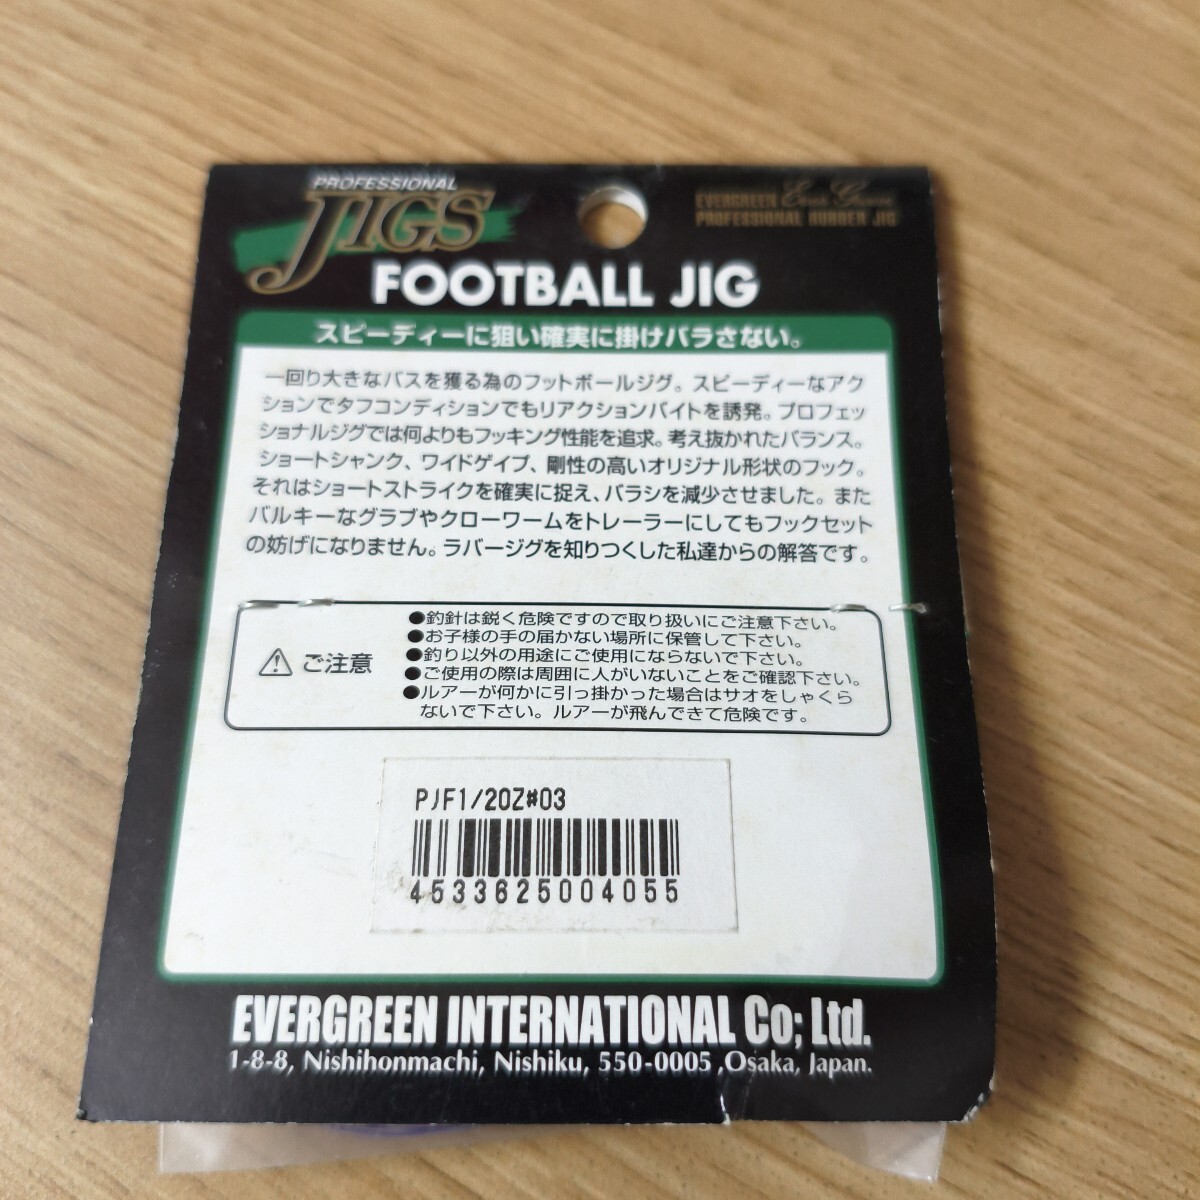 PROFESSIONAL
JIGS
EVERGREEN Ever Green
PROFESSIONAL RUBBER JIG
FOOTBALL JIG
スピーディーに狙い確実に掛けバラさない。
一回り大きなバスを獲る為のフットボールジグ。スピーディーなアク
ションでタフコンディションでもリアクションバイトを誘発。プロフェッ
ショナルジグでは何よりもフッキング性能を追求。考え抜かれたバランス。
ショートシャンク、ワイドゲイプ、剛性の高いオリジナル形状のフック。
それはショートストライクを確実に捉え、バラシを減少させました。また
バルキーなグラブやクローワームをトレーラーにしてもフックセット
の妨げになりません。ラバージグを知りつくした私達からの解答です。
ご注意
●釣針は鋭く危険ですので取り扱いにご注意下さい。
●お子様の手の届かない場所に保管して下さい。
●釣り以外の用途にご使用にならないで下さい。
●ご使用の際は周囲に人がいないことをご確認下さい。
●ルアーが何かに引っ掛かった場合はサオをしゃくら
ないで下さい。ルアーが飛んできて危険です。
PJF1/2OZ#03
4533625004055
EVERGREEN INTERNATIONAL Co; Ltd.
1-8-8, Nishihonmachi, Nishiku, 550-0005 ,Osaka, Japan.